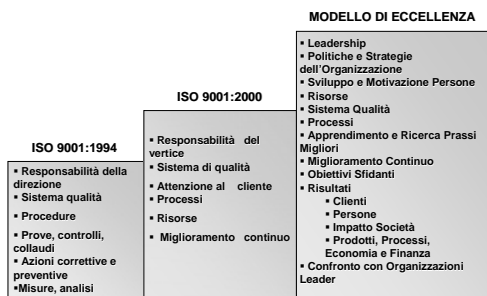 MODELLO DI ECCELLENZA
▪ Leadership
▪ Politiche e Strategie
dell'Organizzazione
▪ Sviluppo e Motivazione Persone
▪ Risorse
▪ Sistema Qualità
▪ Processi
▪ Apprendimento e Ricerca Prassi
Migliori
▪ Miglioramento Continuo
▪ Obiettivi Sfidanti
▪ Risultati
▪ Clienti
▪ Persone
▪ Impatto Società
▪ Prodotti, Processi,
Economia e Finanza
▪ Confronto con Organizzazioni
Leader
ISO 9001:2000
▪ Responsabilità del
vertice
▪ Sistema di qualità
▪ Attenzione al cliente
▪ Processi
▪ Risorse
▪ Miglioramento continuo
ISO 9001:1994
▪ Responsabilità della
direzione
▪ Sistema qualità
▪ Procedure
▪ Prove, controlli,
collaudi
▪ Azioni correttive e
preventive
▪Misure, analisi